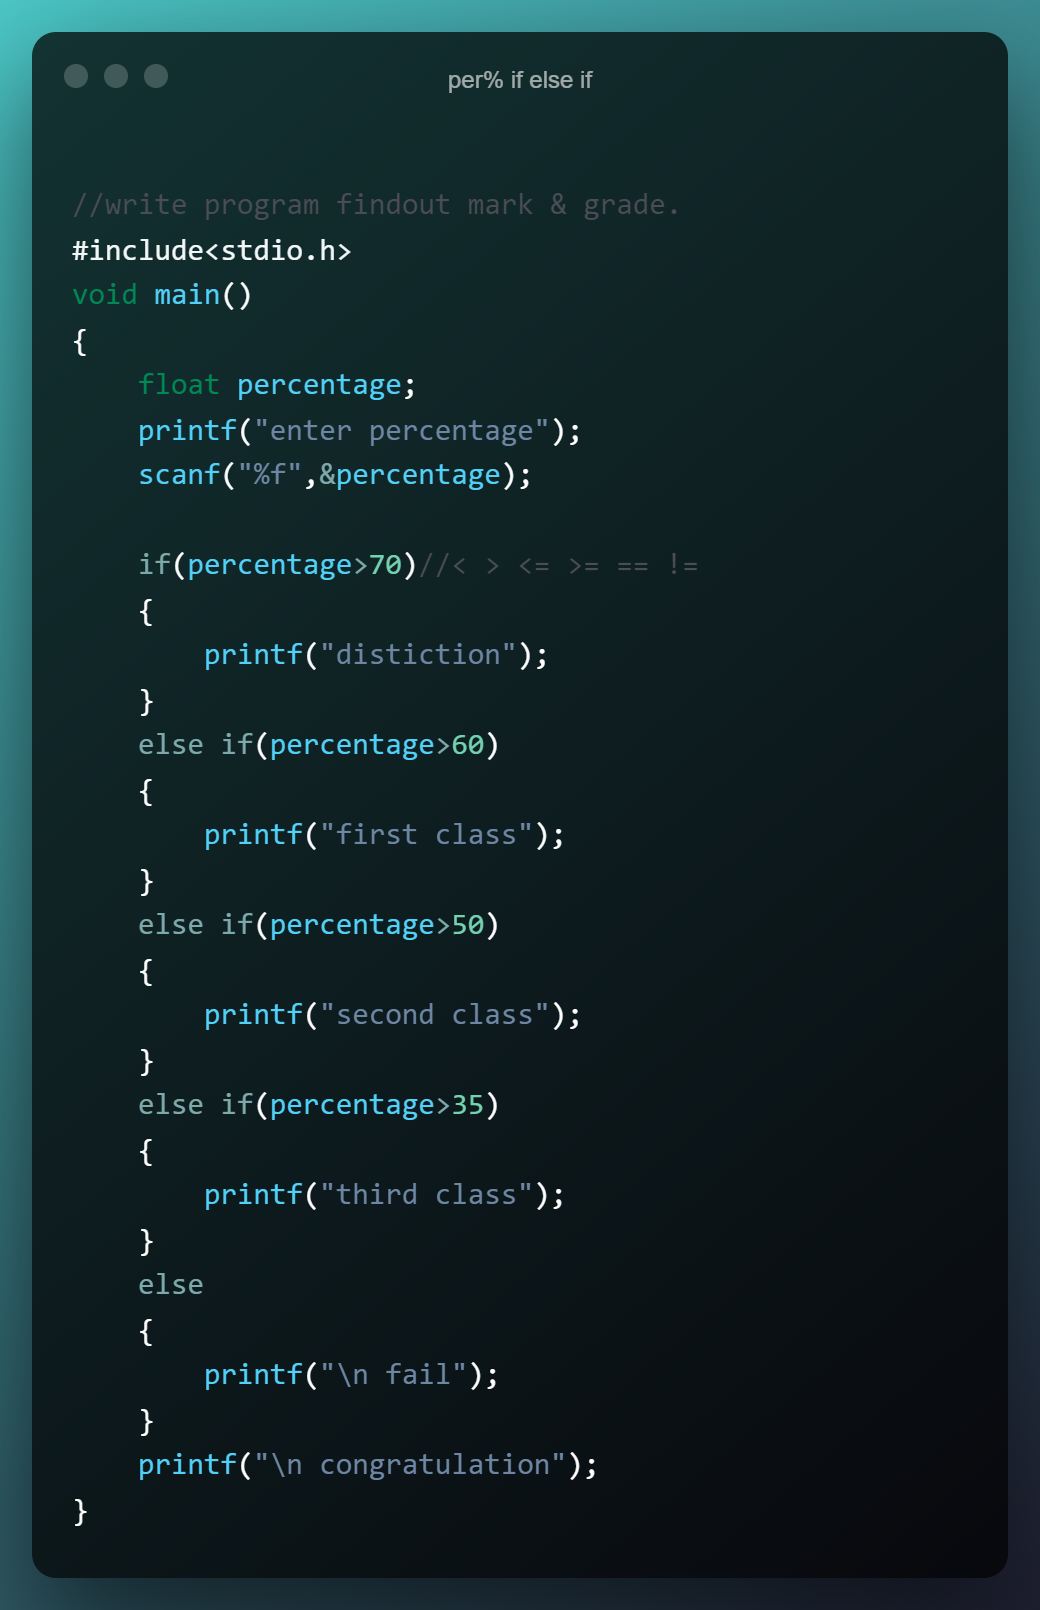 per% if else if
//write program findout mark & grade.
#include<stdio.h>
void main()
{
    float percentage;
    printf("enter percentage");
    scanf("%f",&percentage);

    if(percentage>70)//< > <= >= == !=
    {
        printf("distiction");
    }
    else if(percentage>60)
    {
        printf("first class");
    }
    else if(percentage>50)
    {
        printf("second class");
    }
    else if(percentage>35)
    {
        printf("third class");
    }
    else
    {
        printf("\n fail");
    }
    printf("\n congratulation");
}